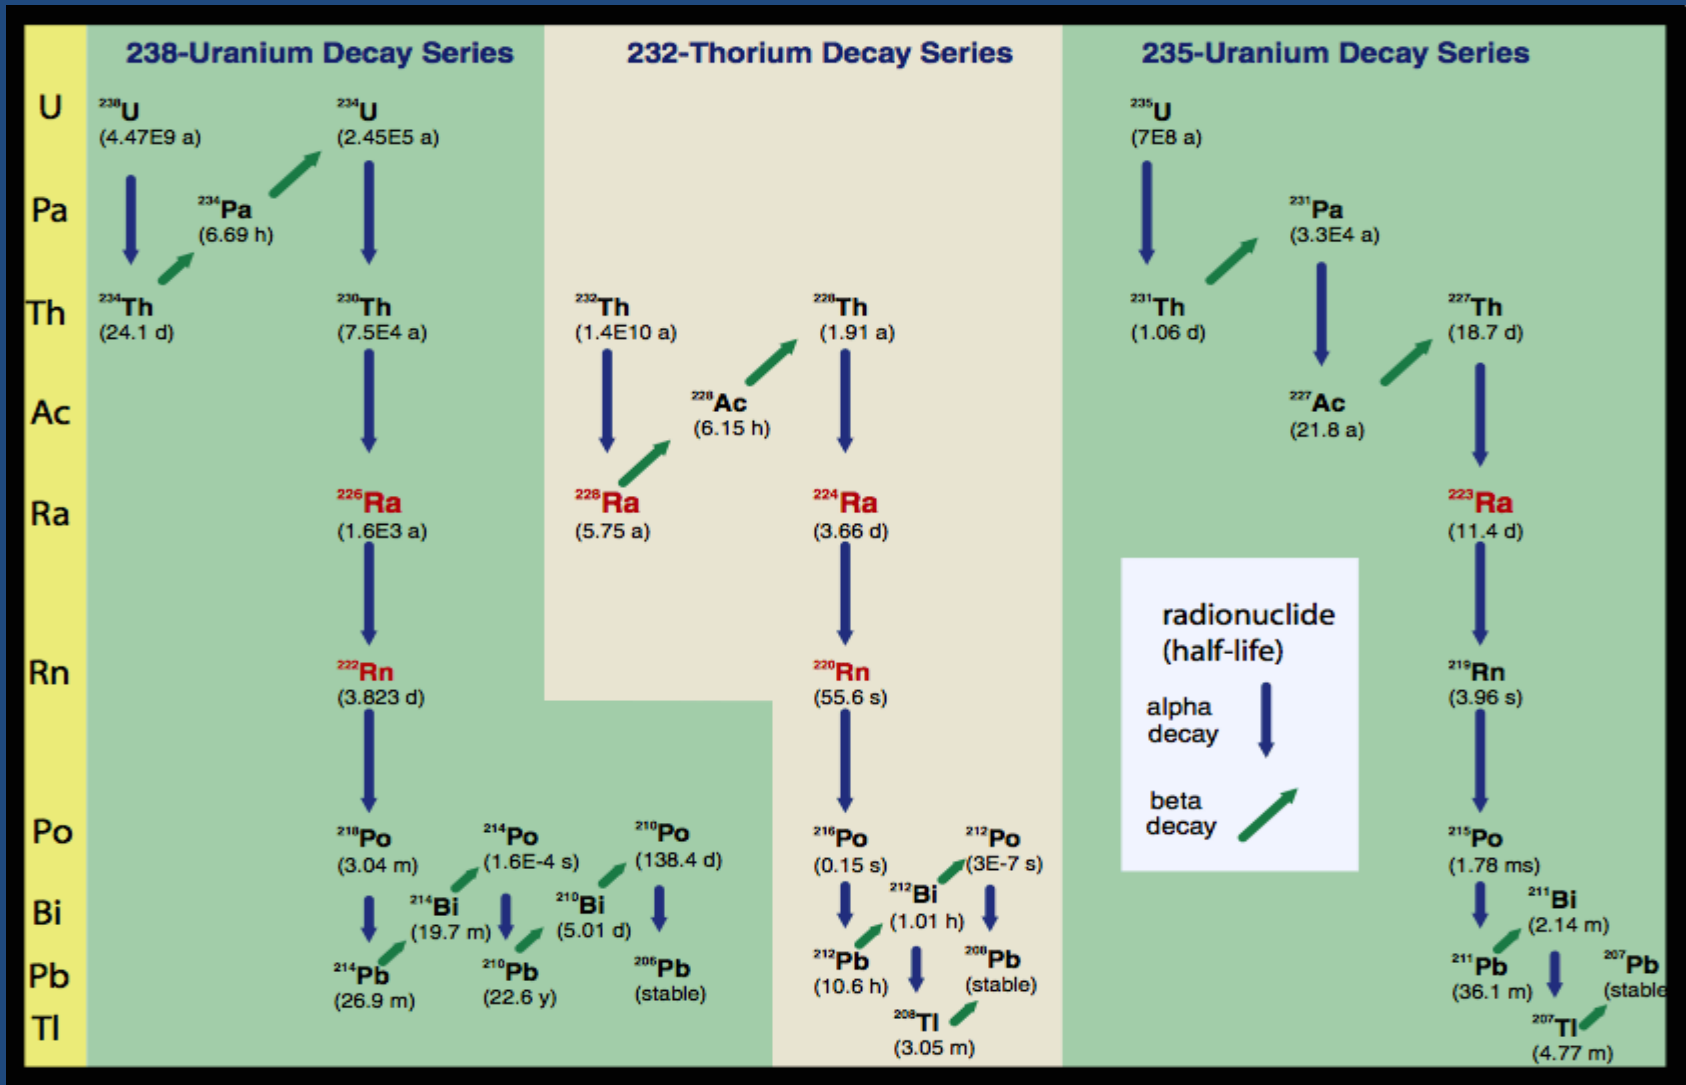 238-Uranium Decay Series
232-Thorium Decay Series
235-Uranium Decay Series
U
Pa
Th
Ac
Ra
Rn
Po
Bi
Pb
Tl
238U
(4.47E9 a)
234U
(2.45E5 a)
234Pa
(6.69 h)
234Th
(24.1 d)
230Th
(7.5E4 a)
226Ra
(1.6E3 a)
222Rn
(3.823 d)
218Po
(3.04 m)
214Po
(1.6E-4 s)
210Po
(138.4 d)
214Bi
(19.7 m)
210Bi
(5.01 d)
214Pb
(26.9 m)
210Pb
(22.6 y)
206Pb
(stable)
232Th
(1.4E10 a)
228Th
(1.91 a)
228Ac
(6.15 h)
228Ra
(5.75 a)
224Ra
(3.66 d)
220Rn
(55.6 s)
216Po
(0.15 s)
212Po
(3E-7 s)
212Bi
(1.01 h)
212Pb
(10.6 h)
208Pb
(stable)
208Tl
(3.05 m)
235U
(7E8 a)
231Pa
(3.3E4 a)
231Th
(1.06 d)
227Th
(18.7 d)
227Ac
(21.8 a)
223Ra
(11.4 d)
219Rn
(3.96 s)
215Po
(1.78 ms)
211Bi
(2.14 m)
211Pb
(36.1 m)
207Pb
(stable
207Tl
(4.77 m)
radionuclide
(half-life)
alpha
decay
beta
decay